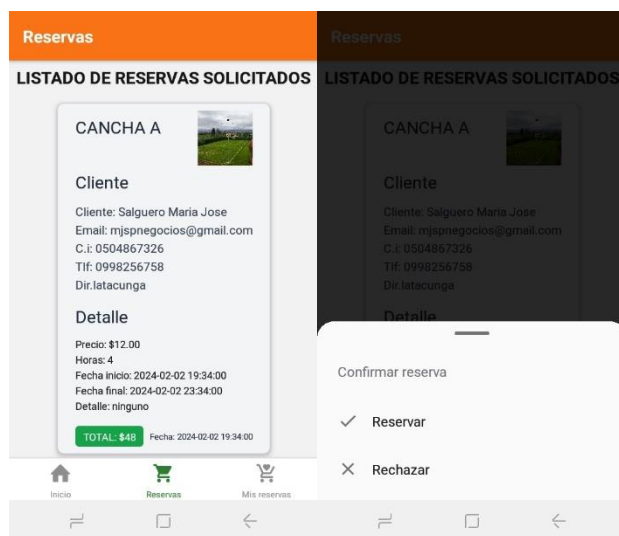 Reservas
LISTADO DE RESERVAS SOLICITADOS
CANCHA A
Cliente
Cliente: Salguero Maria Jose
Email: mjspnegocios@gmail.com
C.i: 0504867326
Tlf: 0998256758
Dir.latacunga
Detalle
Precio: $12.00
Horas: 4
Fecha inicio: 2024-02-02 19:34:00
Fecha final: 2024-02-02 23:34:00
Detalle: ninguno
TOTAL: $48 Fecha: 2024-02-02 19:34:00
Inicio Reservas Mis reservas
Reservas
LISTADO DE RESERVAS SOLICITADOS
CANCHA A
Cliente
Cliente: Salguero Maria Jose
Email: mjspnegocios@gmail.com
C.i: 0504867326
Tlf: 0998256758
Dir.latacunga
Detalle
Confirmar reserva
Reservar
Rechazar